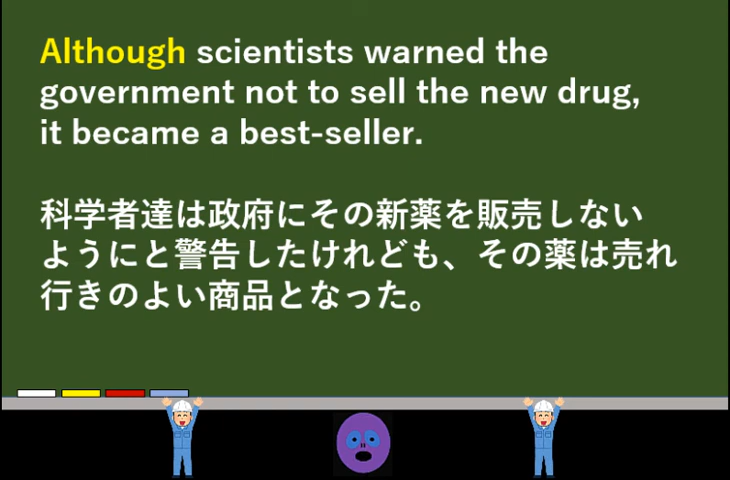 Although scientists warned the
government not to sell the new drug,
it became a best-seller.
科学者達は政府にその新薬を販売しない
ようにと警告したけれども、その薬は売れ
行きのよい商品となった。